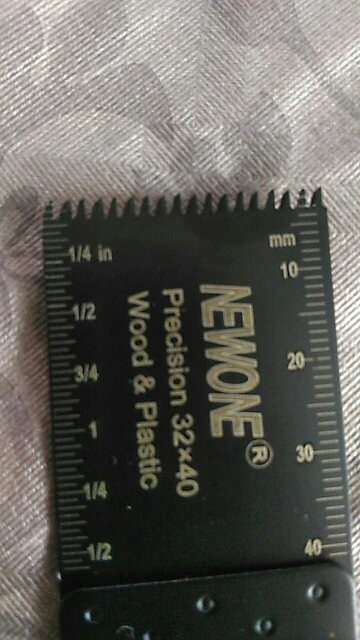 1/4 in
1/2
3/4
1
1/4
1/2
NEWONE®
Precision 32×40
Wood & Plastic
mm
10
20
30
40